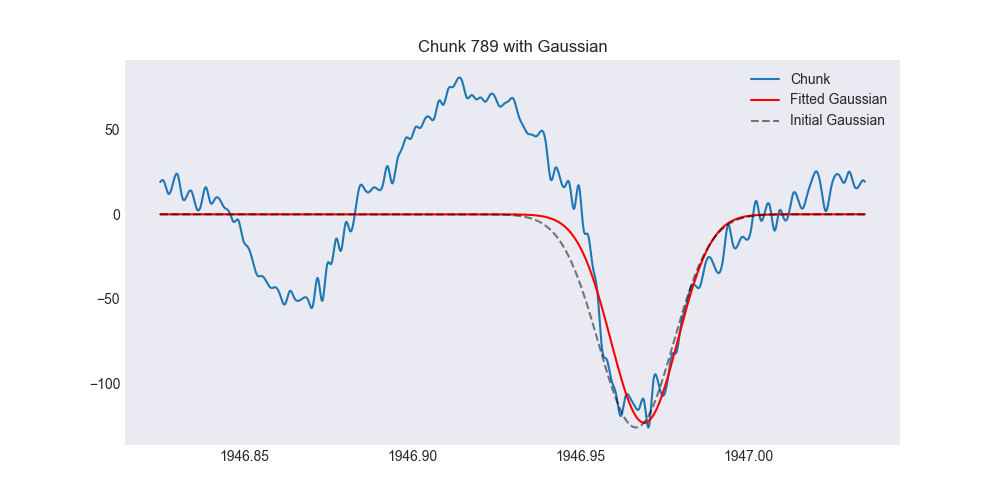 Chunk 789 with Gaussian
Chunk
Fitted Gaussian
Initial Gaussian
50
0
−50
−100
1946.85 1946.90 1946.95 1947.00